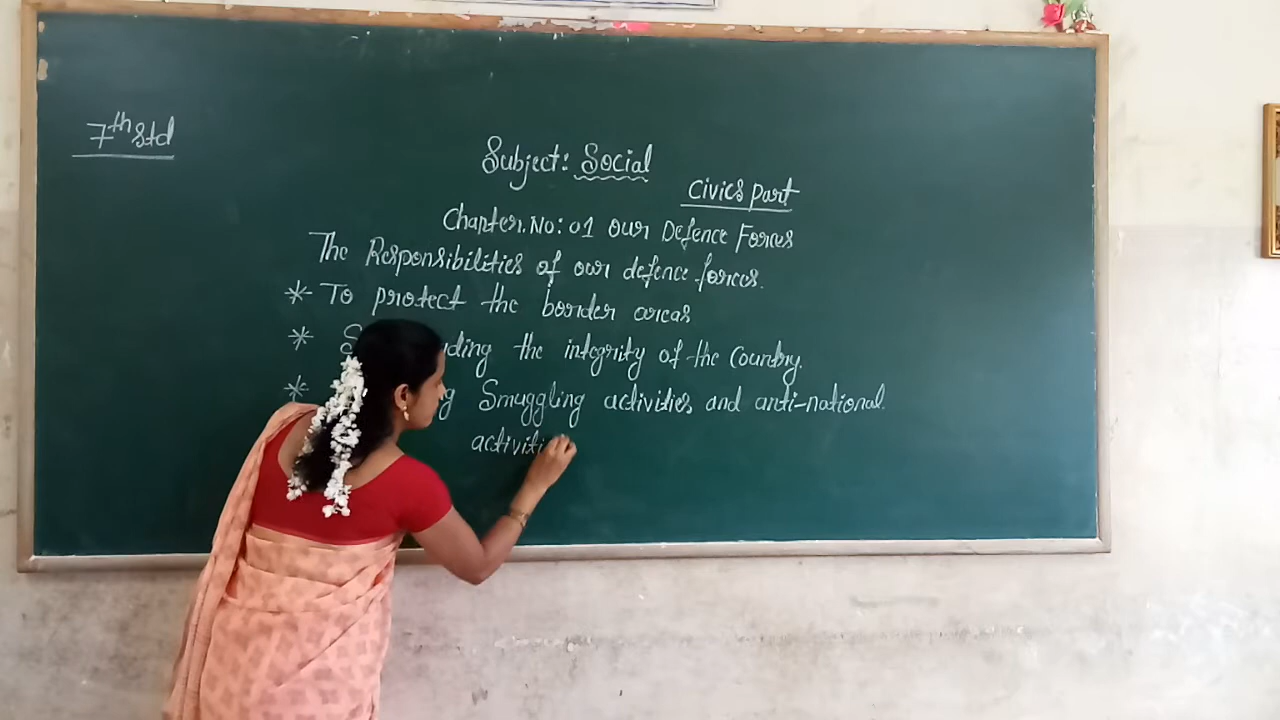 7th Std
Subject: Social
Civics Part
Chapter. No: 01 Our Defence Forces
The Responsibilities of our defence forces.
* To protect the border areas
* the integrity of the Country.
* Smuggling activities and anti-national.